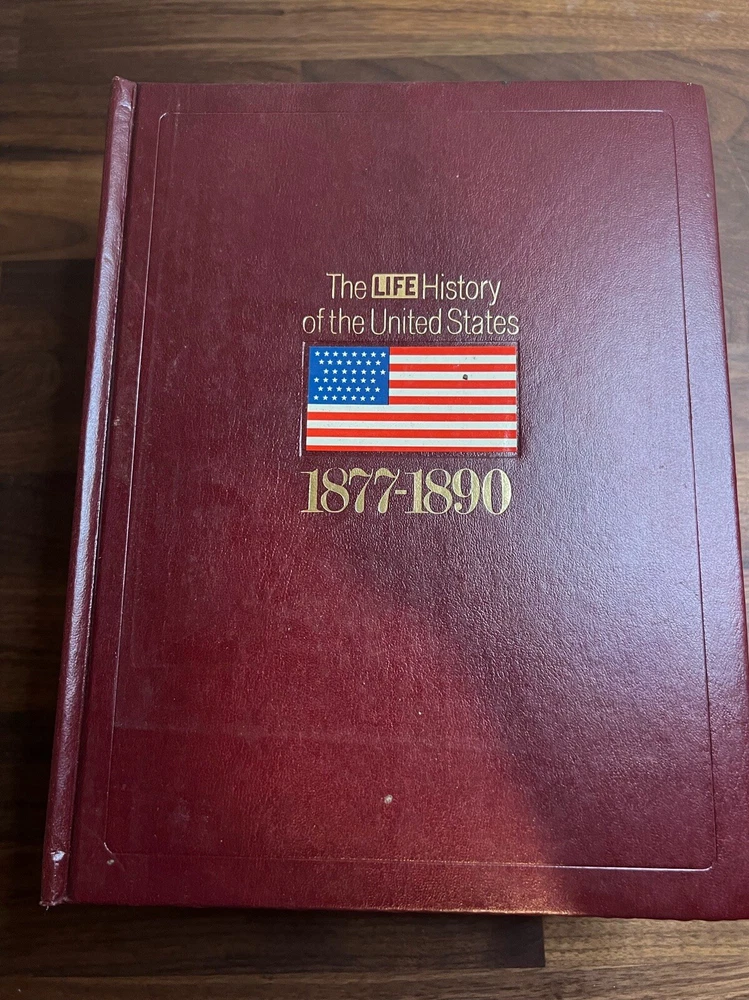 The LIFE History
of the United States
1877-1890